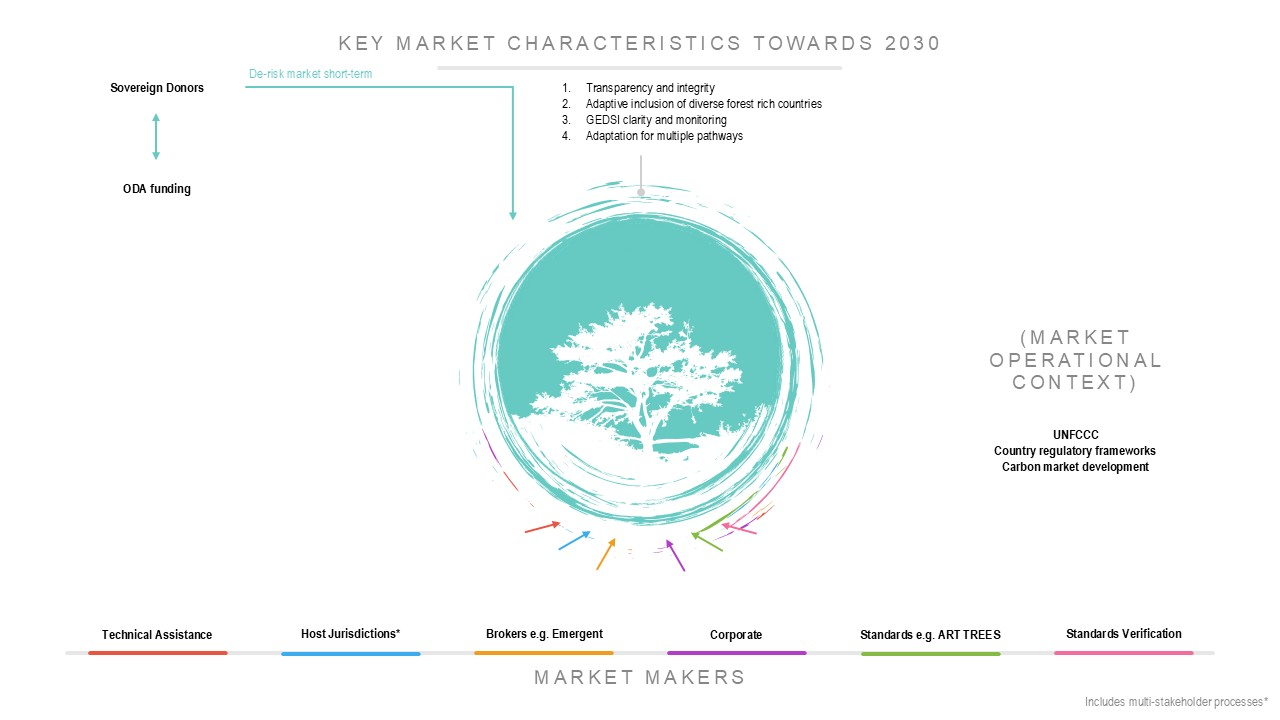 KEY MARKET CHARACTERISTICS TOWARDS 2030
De-risk market short-term
Sovereign Donors
ODA funding
1. Transparency and integrity
2. Adaptive inclusion of diverse forest rich countries
3. GEDSI clarity and monitoring
4. Adaptation for multiple pathways
(MARKET
OPERATIONAL
CONTEXT)
UNFCCC
Country regulatory frameworks
Carbon market development
Technical Assistance
Host Jurisdictions*
Brokers e.g. Emergent
Corporate
Standards e.g. ART TREES
Standards Verification
MARKET MAKERS
Includes multi-stakeholder processes*